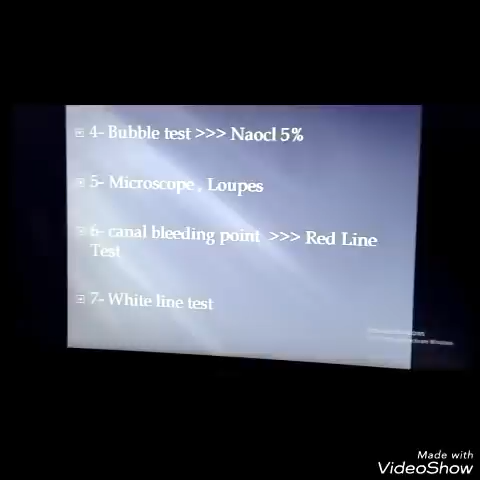 4- Bubble test >>> Naocl 5%
5- Microscope , Loupes
6- canal bleeding point >>> Red Line
Test
7- White line test
Made with
VideoShow